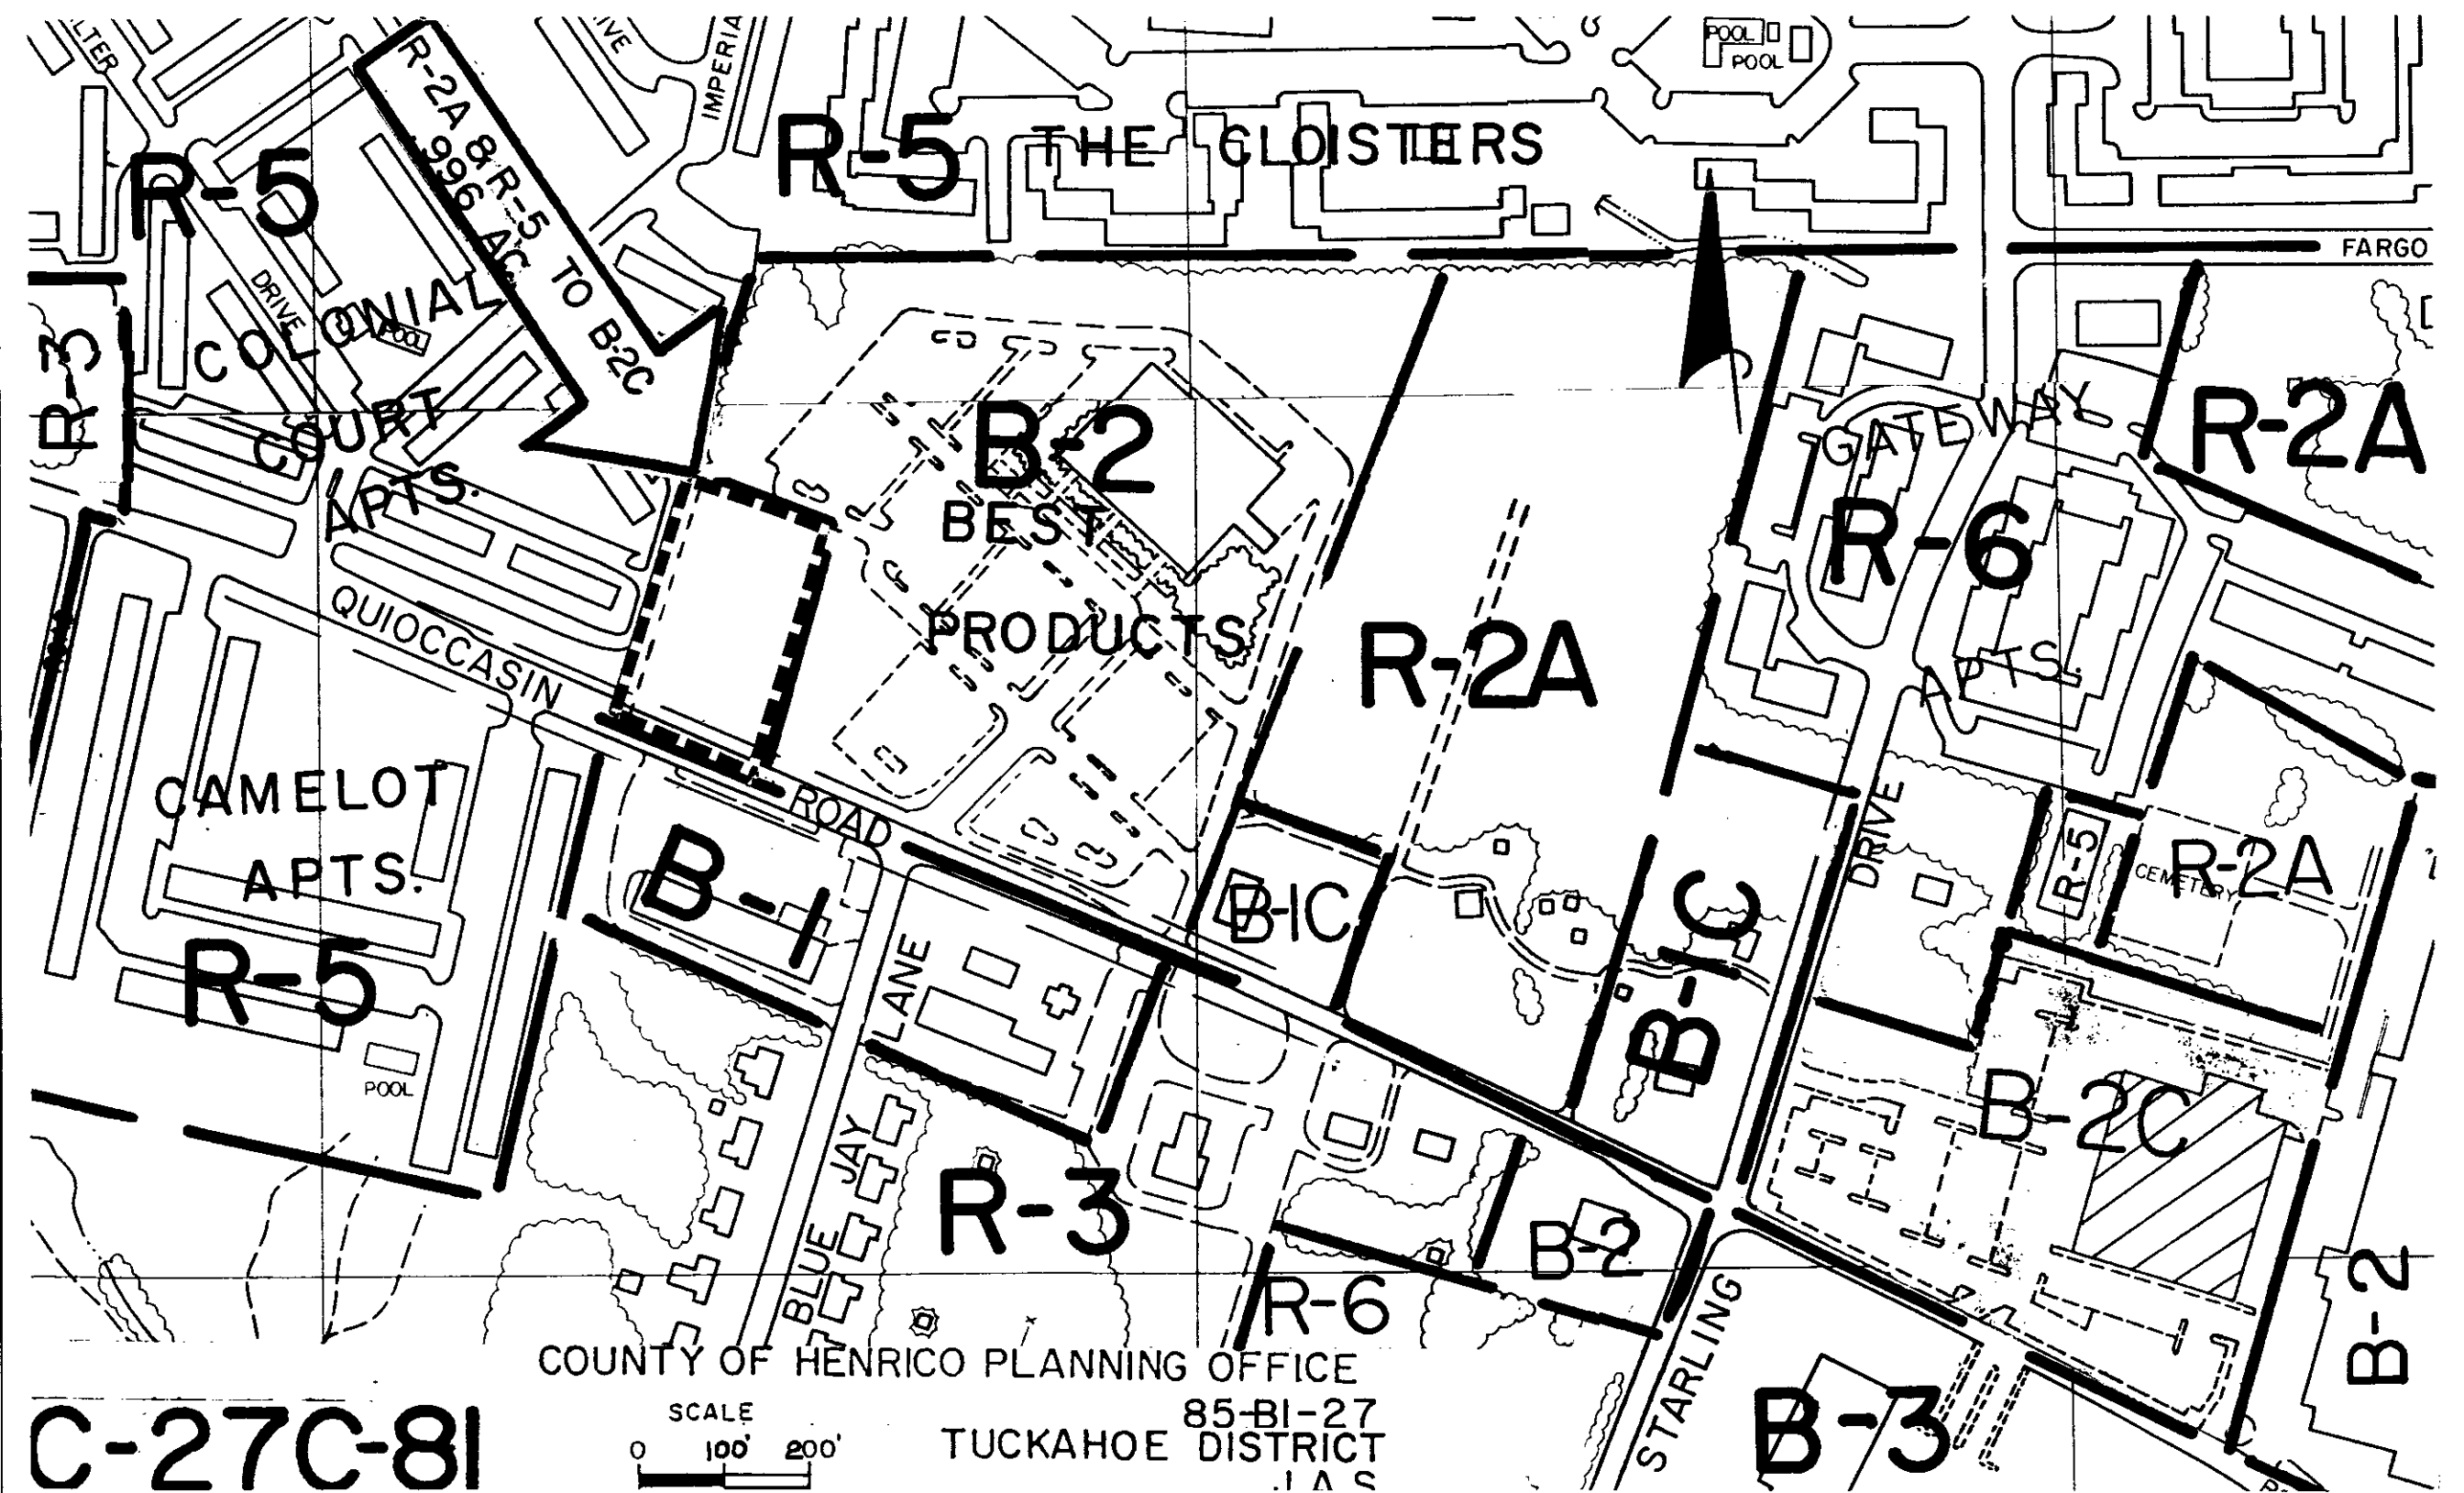 IMPERIA
POOL
POOL
R-2A & R-5 TO B-2C
.996 AC.
R-5
R-5
THE CLOISTERS
FARGO
R-3
DRIVE
COLONIAL
POOL
COURT
APTS.
B-2
BEST
PRODUCTS
GATEWAY
R-2A
R-6
APTS.
R-2A
QUIOCCASIN
ROAD
CAMELOT
APTS.
R-5
POOL
B-1
B-1C
B-1C
DRIVE
R-5
R-2A
CEMETERY
LANE
BLUE JAY
R-3
B-2C
B-2
R-6
B-2
STARLING
B-3
COUNTY OF HENRICO PLANNING OFFICE
C-27C-81
SCALE
0 100' 200'
85-B1-27
TUCKAHOE DISTRICT
J.A.S